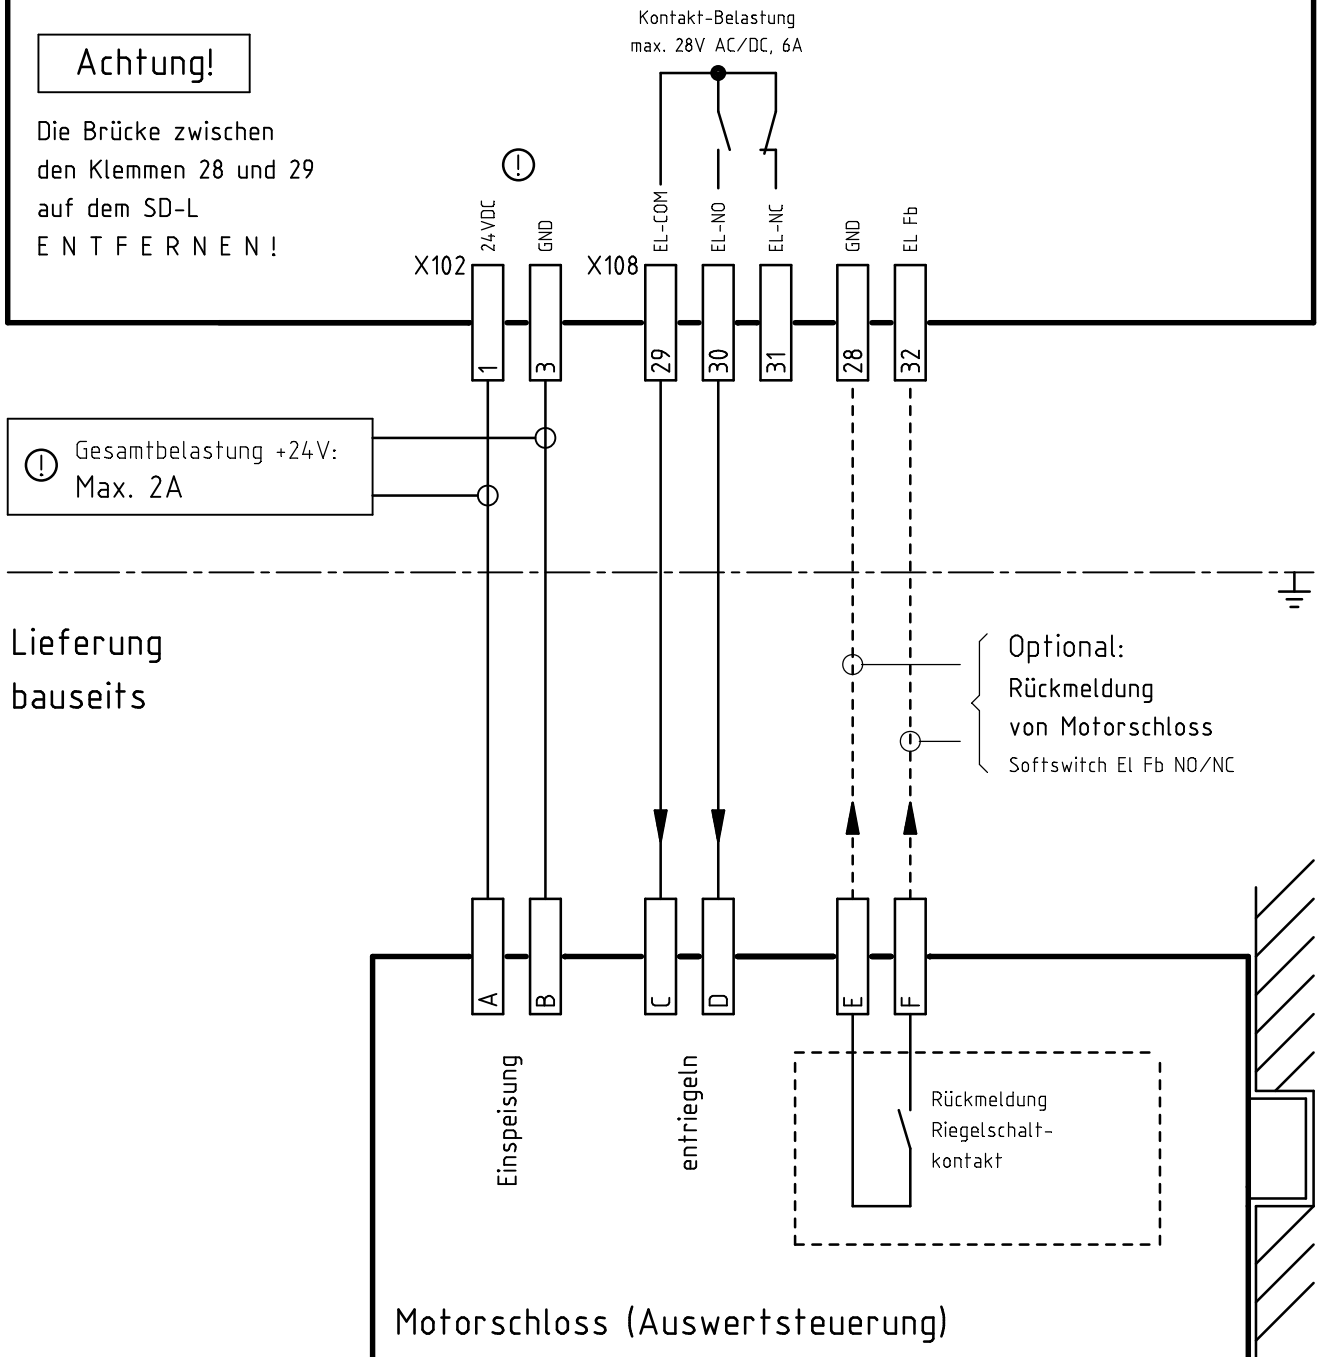 Kontakt-Belastung
max. 28V AC/DC, 6A
Achtung!
Die Brücke zwischen
den Klemmen 28 und 29
auf dem SD-L
ENTFERNEN!
24VDC
GND
EL-COM
EL-NO
EL-NC
GND
EL Fb
X102
X108
1
3
29
30
31
28
32
Gesamtbelastung +24V:
Max. 2A
Lieferung
bauseits
Optional:
Rückmeldung
von Motorschloss
Softswitch El Fb NO/NC
A
B
C
D
E
F
Einspeisung
entriegeln
Rückmeldung
Riegelschalt-
kontakt
Motorschloss (Auswertsteuerung)